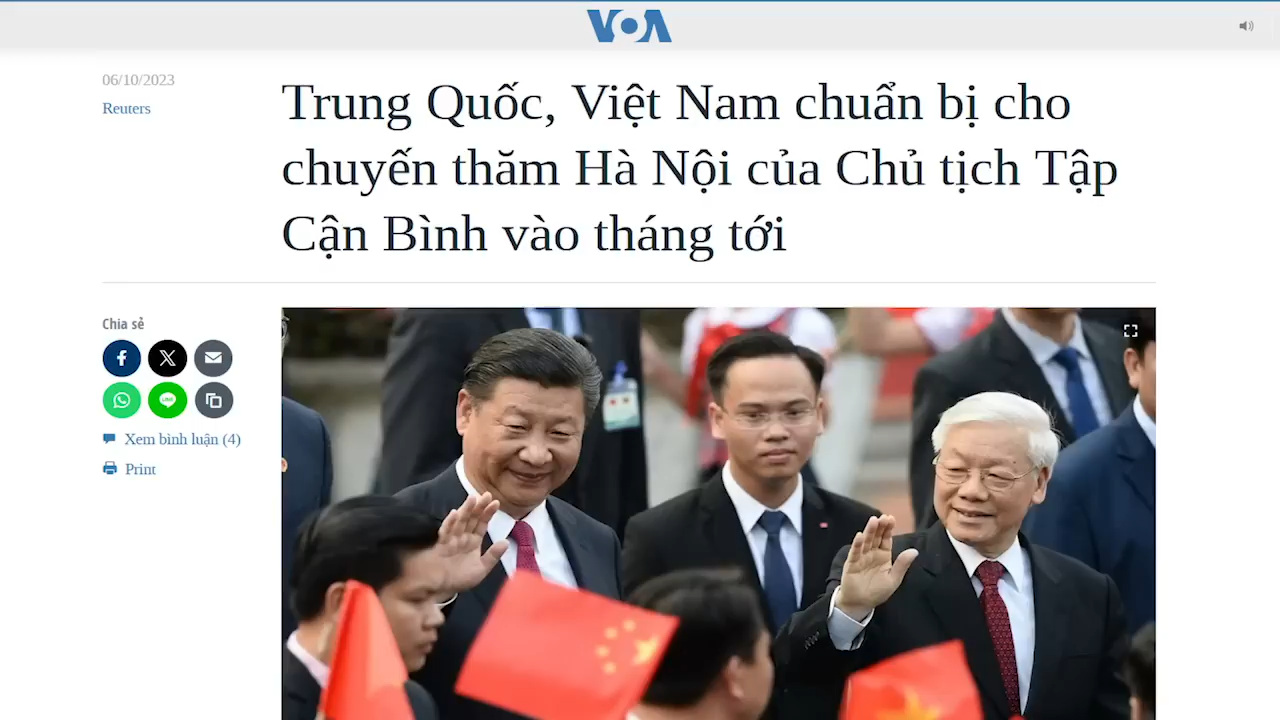 VOA
06/10/2023
Reuters
Trung Quốc, Việt Nam chuẩn bị cho
chuyến thăm Hà Nội của Chủ tịch Tập
Cận Bình vào tháng tới
Chia sẻ
Xem bình luận (4)
Print